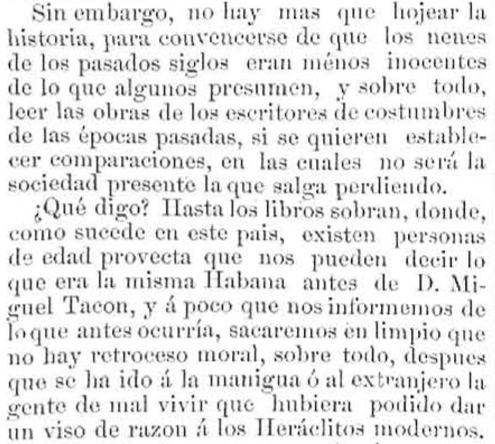 Sin embargo, no hay mas que hojear la
historia, para convencerse de que los nenes
de los pasados siglos eran ménos inocentes
de lo que algunos presumen, y sobre todo,
leer las obras de los escritores de costumbres
de las épocas pasadas, si se quieren estable-
cer comparaciones, en las cuales no será la
sociedad presente la que salga perdiendo.
¿Qué digo? Hasta los libros sobran, donde,
como sucede en este pais, existen personas
de edad provecta que nos pueden decir lo
que era la misma Habana antes de D. Mi-
guel Tacon, y á poco que nos informemos de
lo que antes ocurría, sacaremos en limpio que
no hay retroceso moral, sobre todo, despues
que se ha ido á la manigua ó al extranjero la
gente de mal vivir que hubiera podido dar
un viso de razon á los Heráclitos modernos.